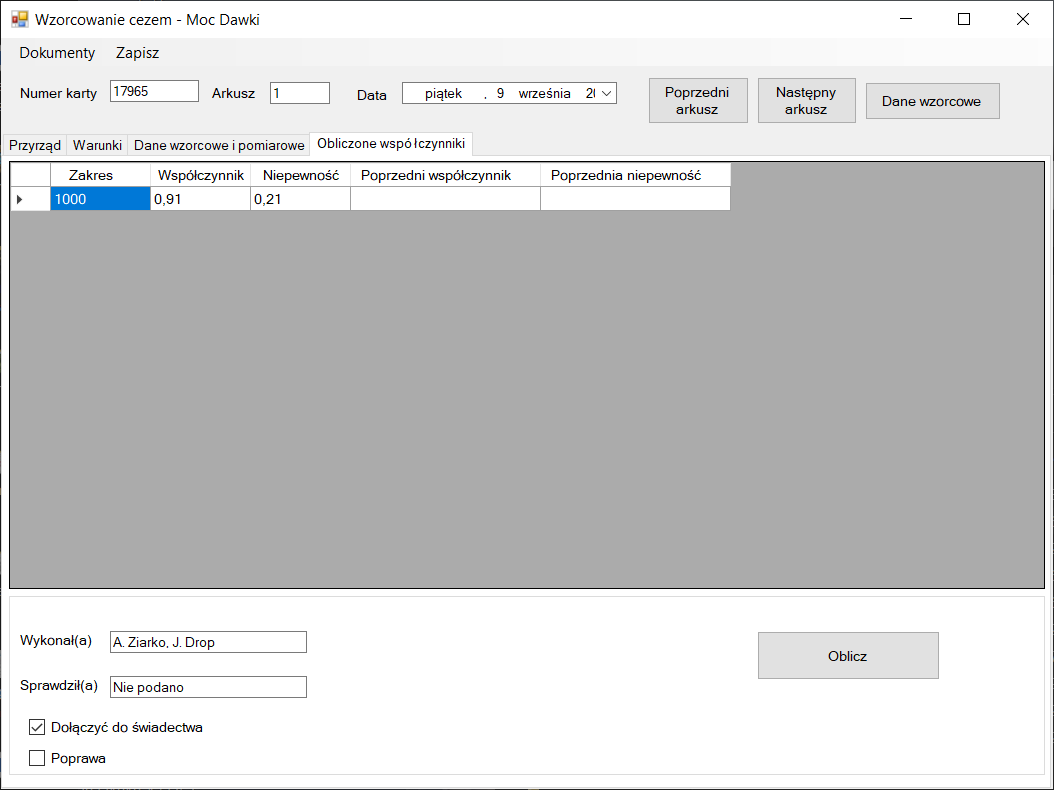 Wzorcowanie cezem - Moc Dawki
Dokumenty Zapisz
Numer karty 17965 Arkusz 1 Data piątek , 9 września Poprzedni arkusz Następny arkusz Dane wzorcowe
Przyrząd Warunki Dane wzorcowe i pomiarowe Obliczone współczynniki
Zakres Współczynnik Niepewność Poprzedni współczynnik Poprzednia niepewność
1000 0,91 0,21
Wykonał(a) A. Ziarko, J. Drop
Oblicz
Sprawdził(a) Nie podano
Dołączyć do świadectwa
Poprawa